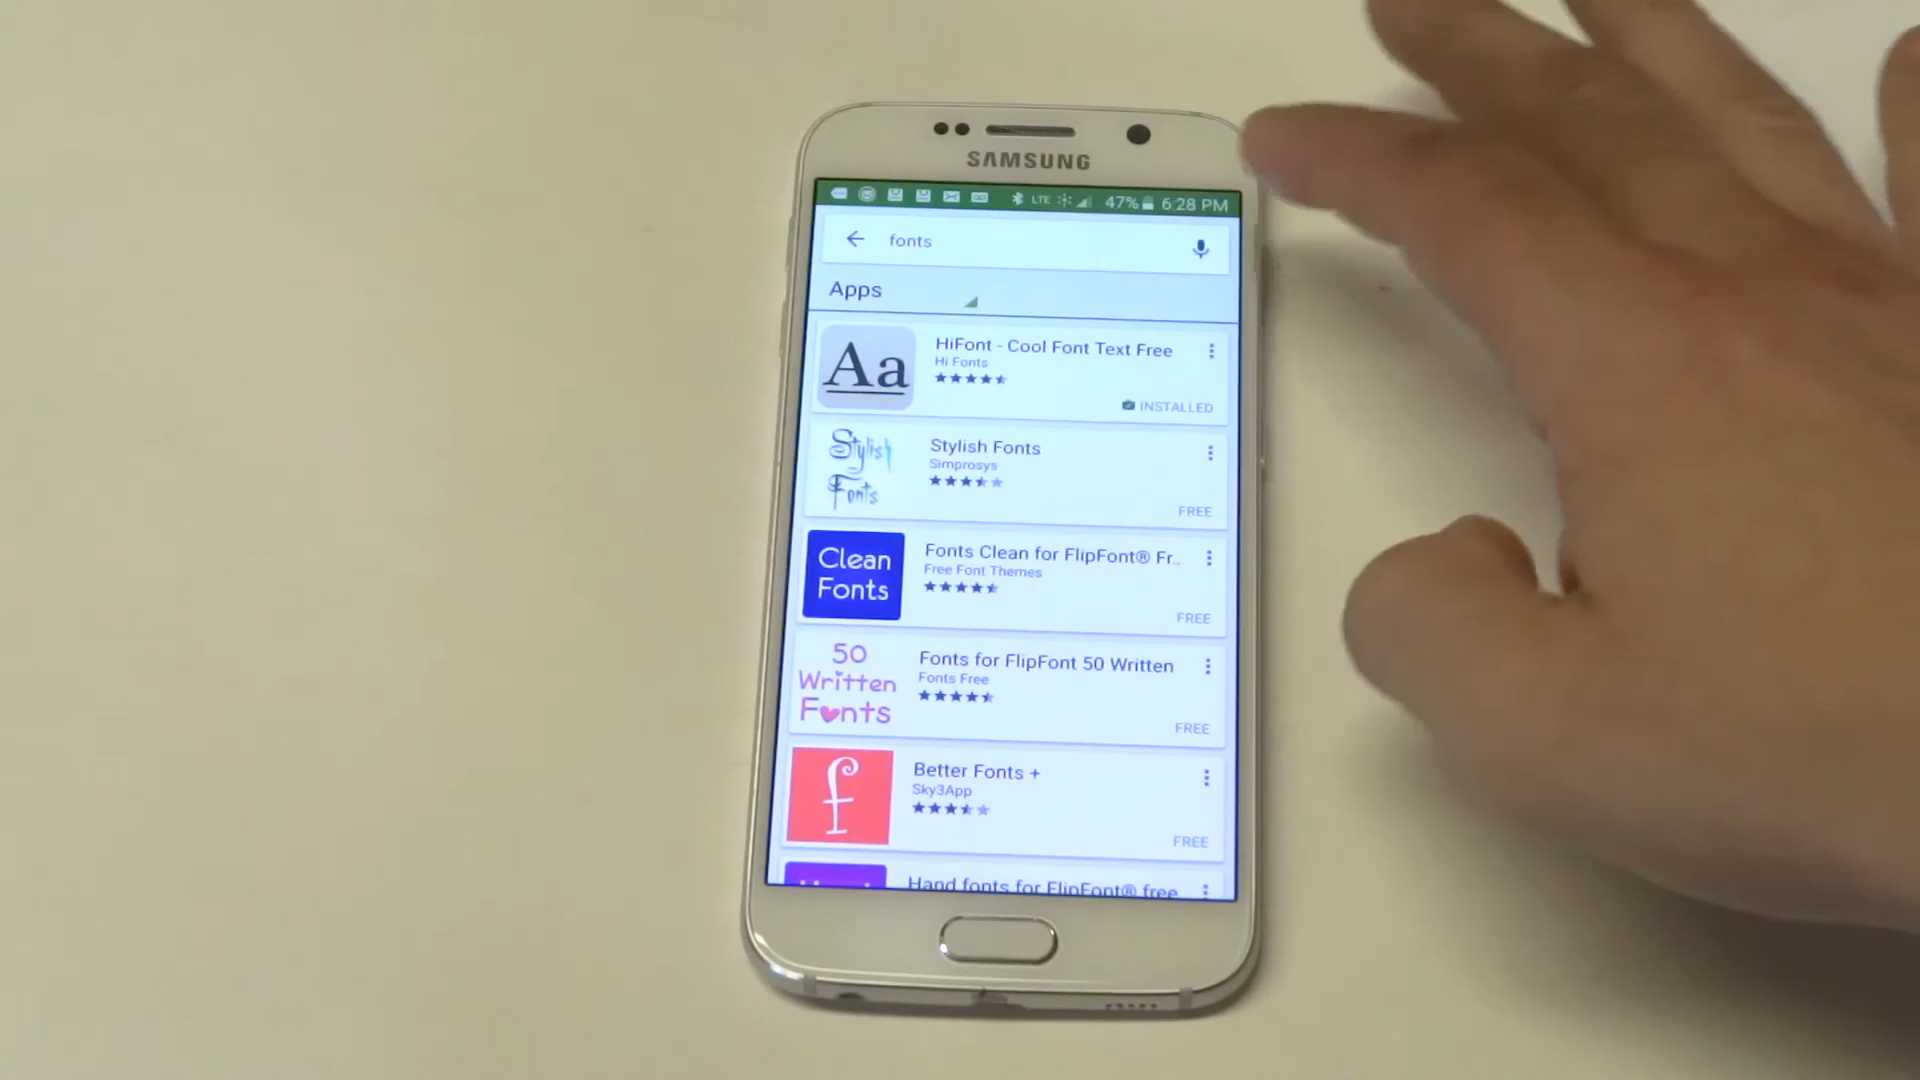 SAMSUNG
LTE 47% 6:28 PM
fonts
Apps
Aa
HiFont - Cool Font Text Free
Hi Fonts
INSTALLED
Stylish
Fonts
Stylish Fonts
Simprosys
FREE
Clean
Fonts
Fonts Clean for FlipFont® Fr..
Free Font Themes
FREE
50
Written
Fonts
Fonts for FlipFont 50 Written
Fonts Free
FREE
f
Better Fonts +
Sky3App
FREE
Hand fonts for FlipFont® free